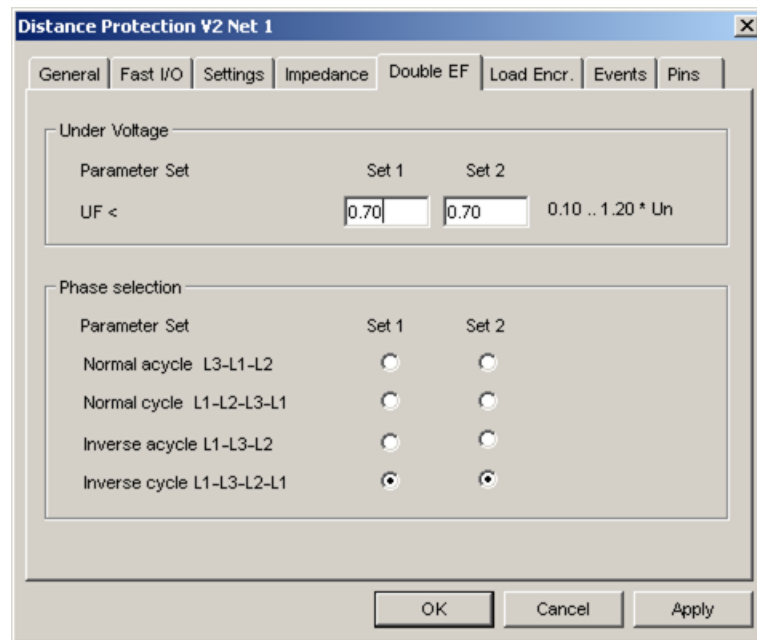 Distance Protection V2 Net 1
General Fast I/O Settings Impedance Double EF Load Encr. Events Pins
Under Voltage
Parameter Set Set 1 Set 2
UF < 0.70 0.70 0.10 .. 1.20 * Un
Phase selection
Parameter Set Set 1 Set 2
Normal acycle L3-L1-L2
Normal cycle L1-L2-L3-L1
Inverse acycle L1-L3-L2
Inverse cycle L1-L3-L2-L1
OK Cancel Apply